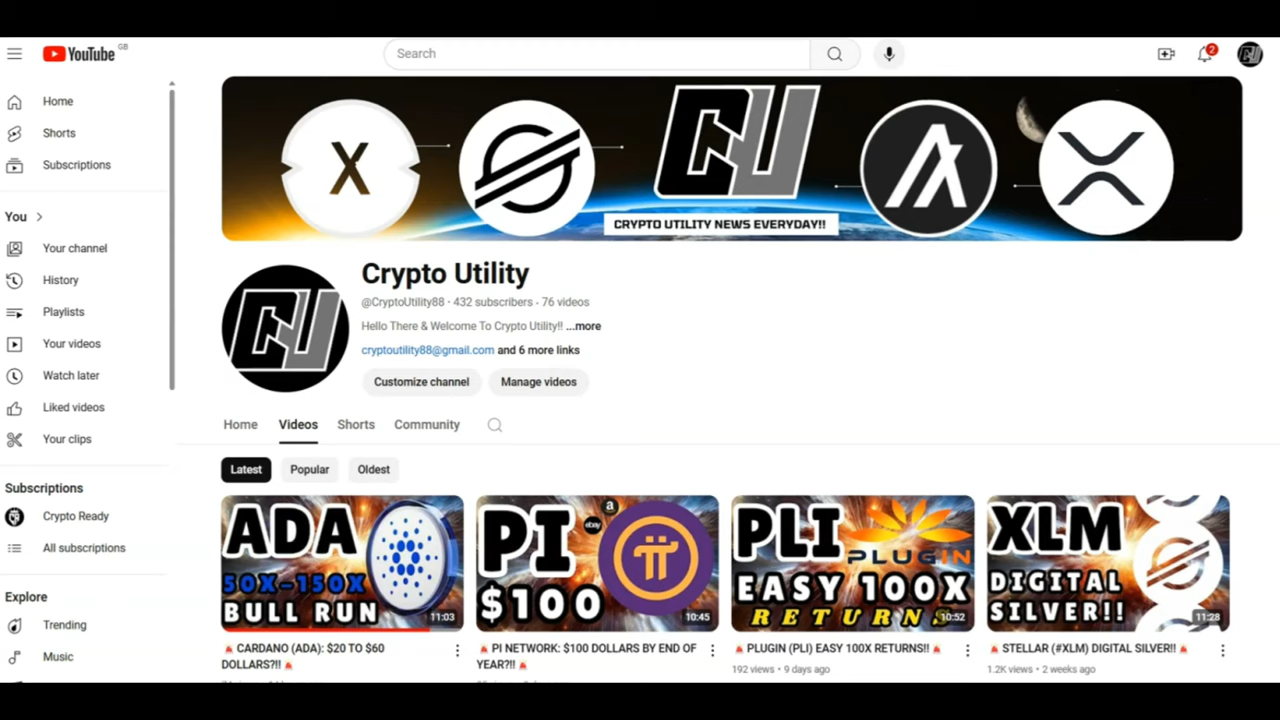 YouTube GB
Search
2
Home
Shorts
Subscriptions
You
Your channel
History
Playlists
Your videos
Watch later
Liked videos
Your clips
Subscriptions
Crypto Ready
All subscriptions
Explore
Trending
Music
X
CU
CRYPTO UTILITY NEWS EVERYDAY!!
CU
Crypto Utility
@CryptoUtility88 · 432 subscribers · 76 videos
Hello There & Welcome To Crypto Utility!! ...more
cryptoutility88@gmail.com and 6 more links
Customize channel
Manage videos
Home
Videos
Shorts
Community
Latest
Popular
Oldest
ADA
50X-150X
BULL RUN
11:03
🚨 CARDANO (ADA): $20 TO $60
DOLLARS?!! 🚨
PI
a
ebay
$100
10:45
🚨 PI NETWORK: $100 DOLLARS BY END OF
YEAR?!! 🚨
PLI
PLUGIN
EASY 100X
RETURNS
10:52
🚨 PLUGIN (PLI) EASY 100X RETURNS!! 🚨
192 views · 9 days ago
XLM
DIGITAL
SILVER!!
11:28
🚨 STELLAR (#XLM) DIGITAL SILVER!! 🚨
1.2K views · 2 weeks ago